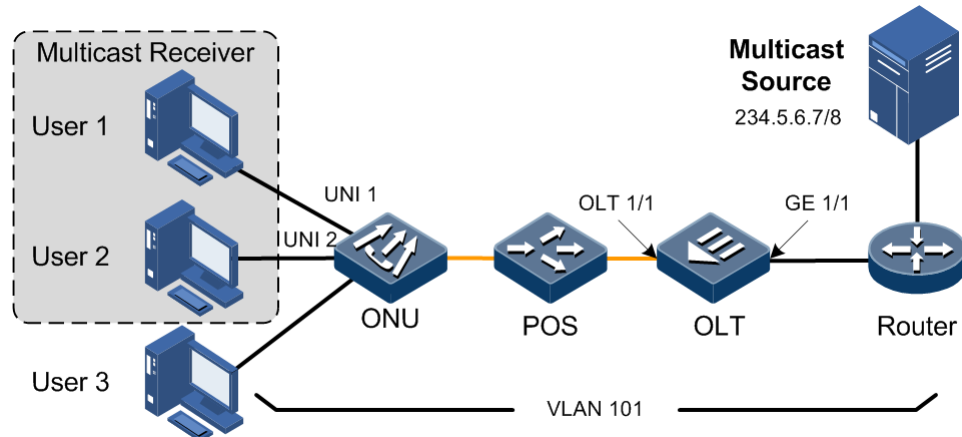 Multicast Receiver
User 1
User 2
User 3
UNI 1
UNI 2
ONU
POS
OLT 1/1
OLT
GE 1/1
Multicast
Source
234.5.6.7/8
Router
VLAN 101